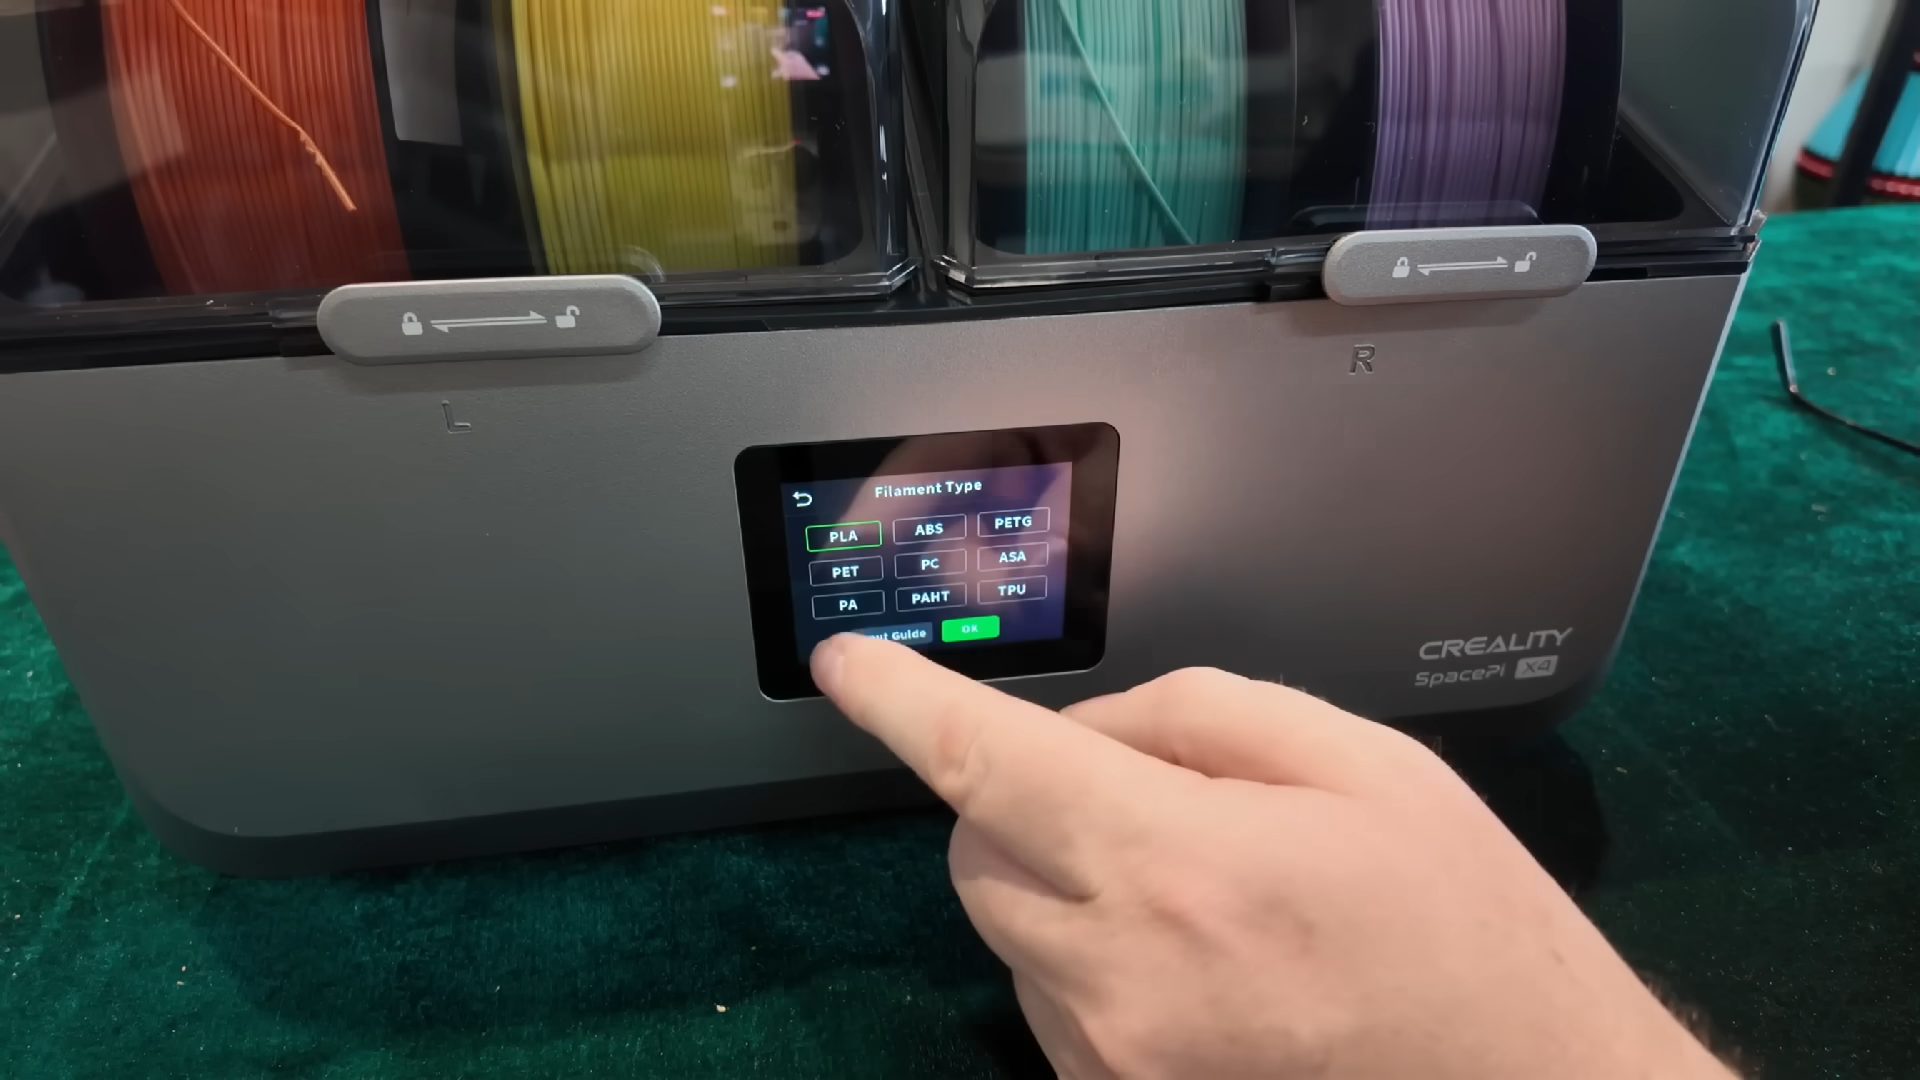 L
R
Filament Type
PLA ABS PETG
PET PC ASA
PA PAHT TPU
Guide OK
CREALITY
SpacePi X4